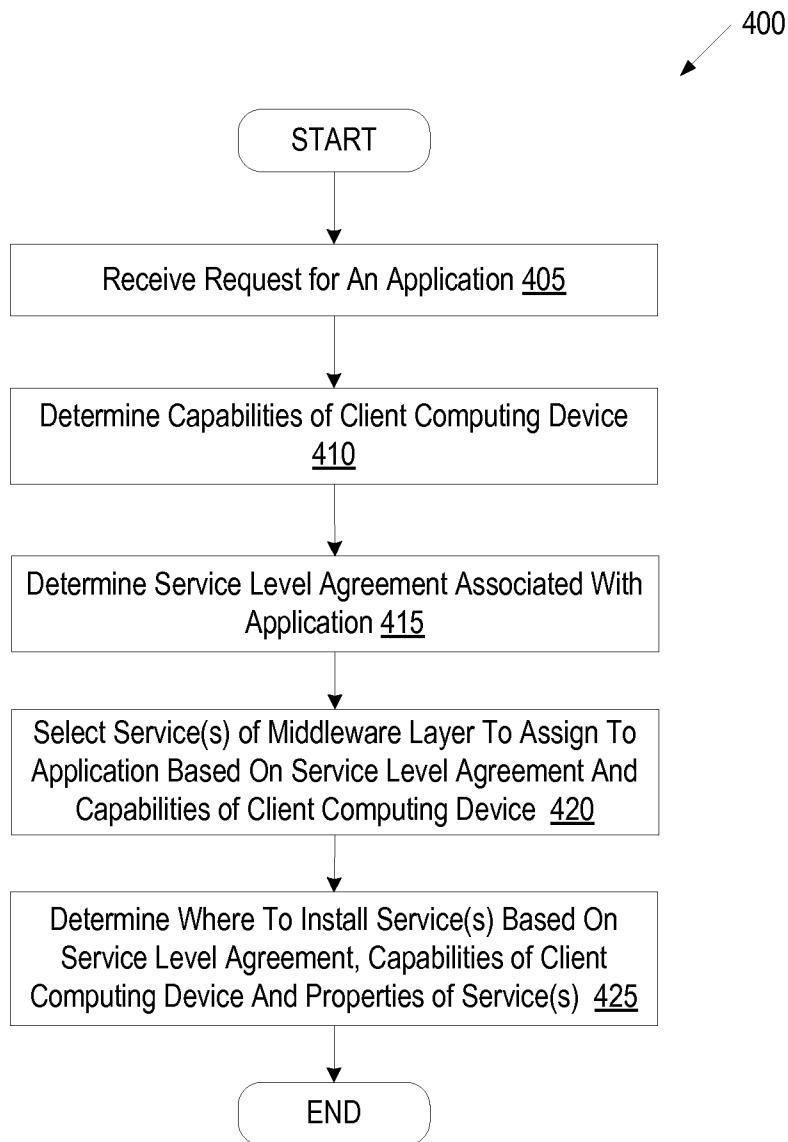 400
START
Receive Request for An Application 405
Determine Capabilities of Client Computing Device
410
Determine Service Level Agreement Associated With
Application 415
Select Service(s) of Middleware Layer To Assign To
Application Based On Service Level Agreement And
Capabilities of Client Computing Device 420
Determine Where To Install Service(s) Based On
Service Level Agreement, Capabilities of Client
Computing Device And Properties of Service(s) 425
END